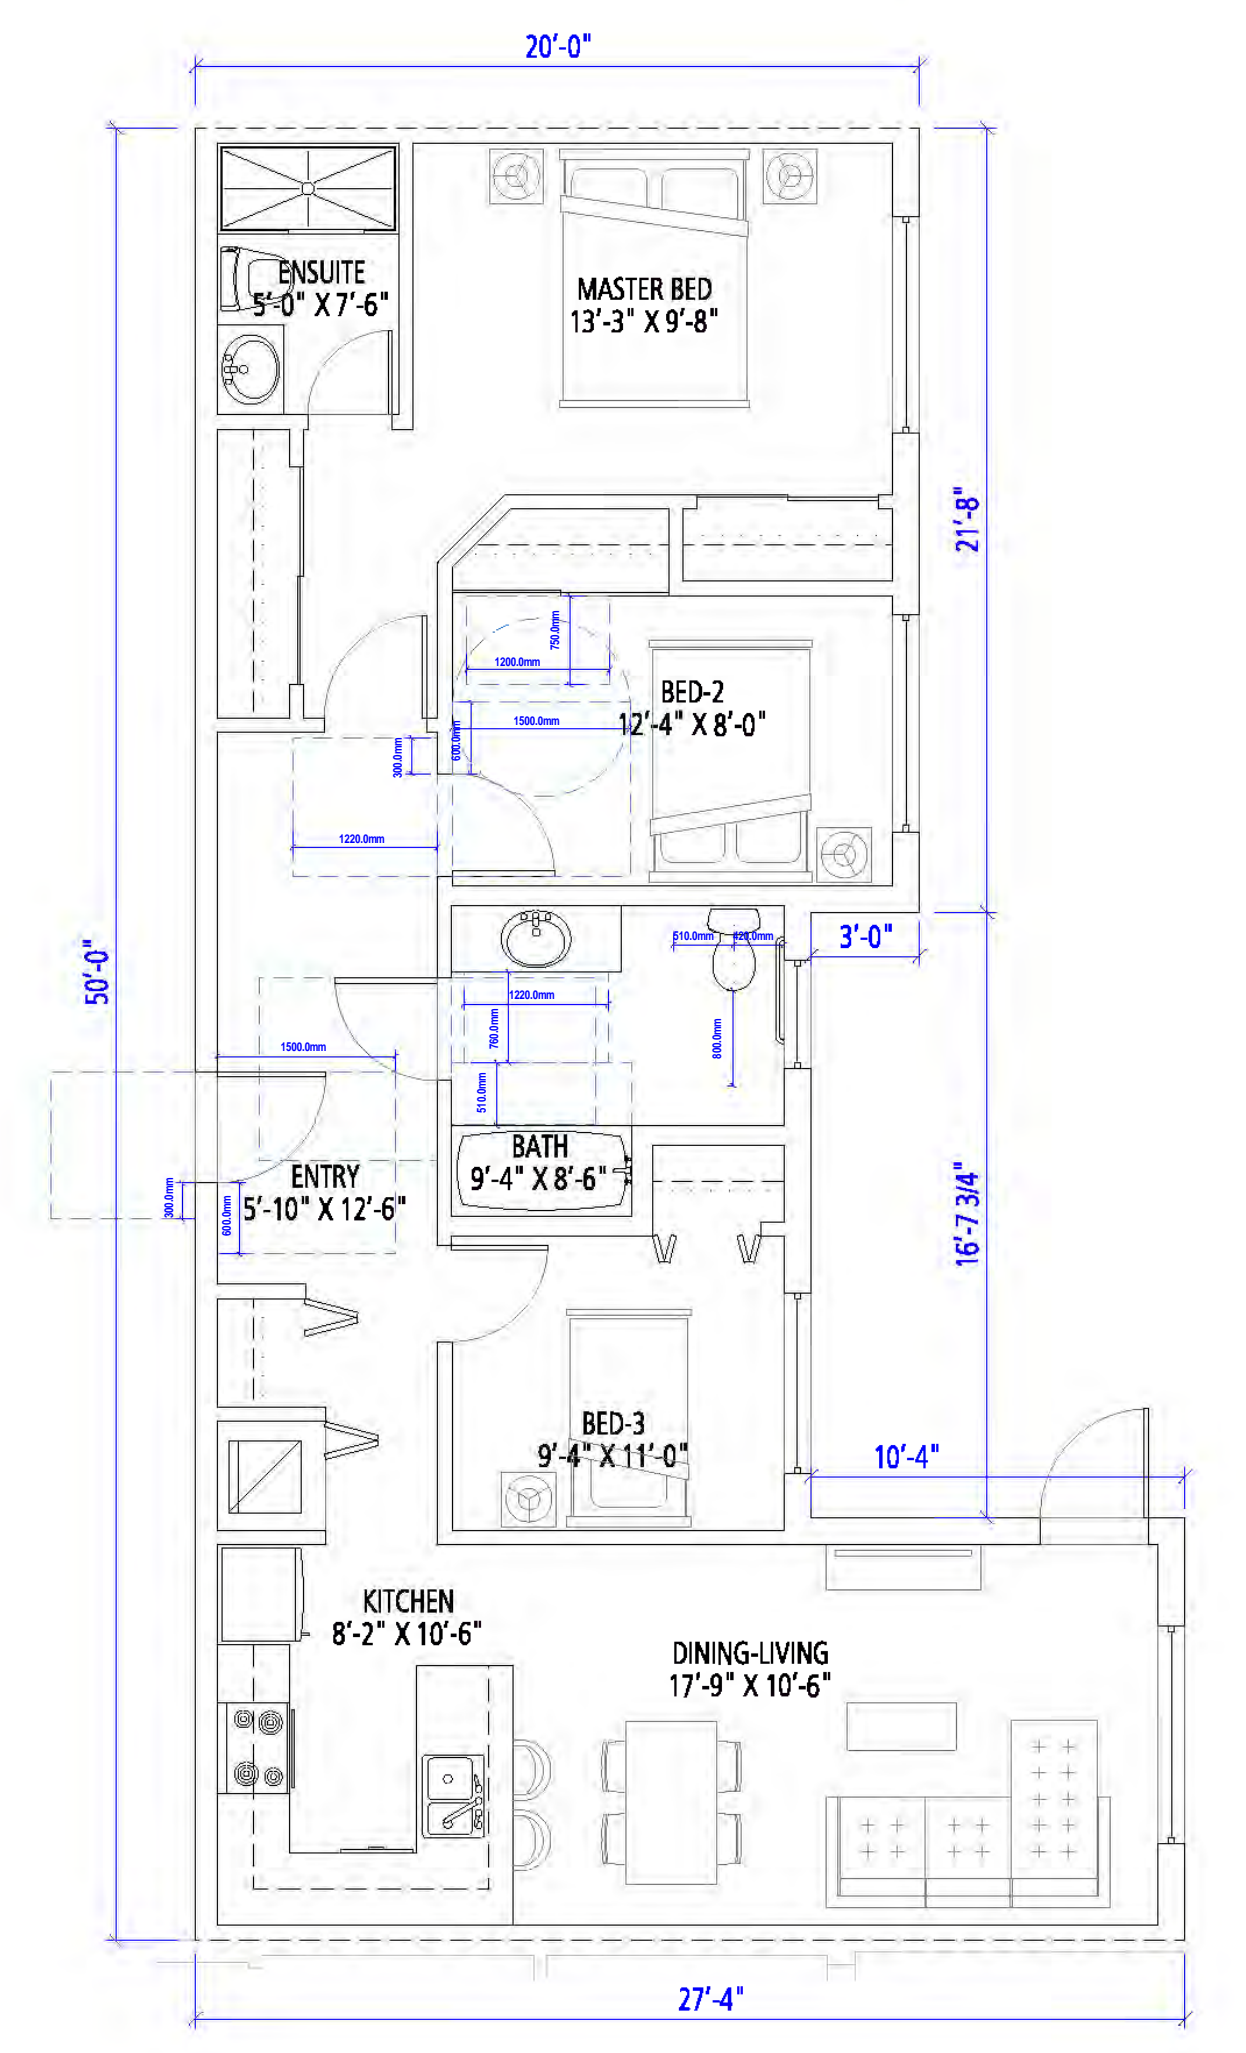 20'-0"
ENSUITE
5'-0" X 7'-6"
MASTER BED
13'-3" X 9'-8"
21'-8"
750.0mm
1200.0mm
BED-2
12'-4" X 8'-0"
1500.0mm
600.0mm
300.0mm
1220.0mm
50'-0"
510.0mm
420.0mm
3'-0"
1220.0mm
760.0mm
800.0mm
1500.0mm
510.0mm
BATH
9'-4" X 8'-6"
ENTRY
5'-10" X 12'-6"
300.0mm
600.0mm
16'-7 3/4"
BED-3
9'-4" X 11'-0"
10'-4"
KITCHEN
8'-2" X 10'-6"
DINING-LIVING
17'-9" X 10'-6"
27'-4"